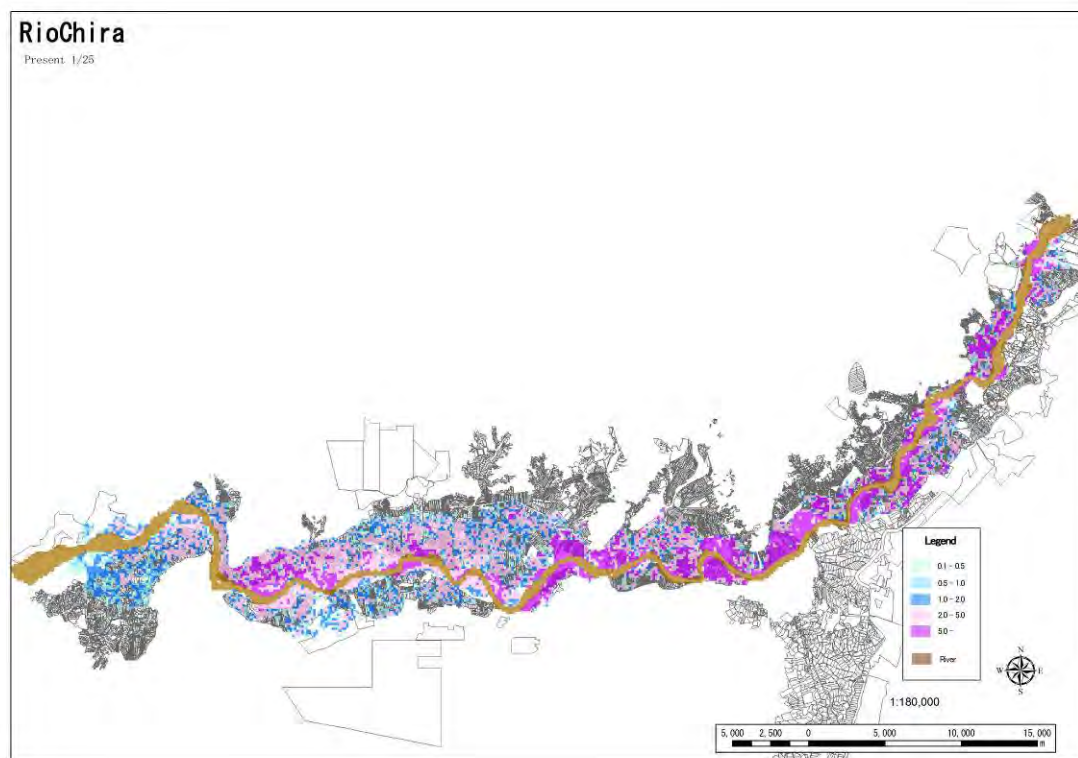 RioChira
Present 1/25
Legend
0.1 - 0.5
0.5 - 1.0
1.0 - 2.0
2.0 - 5.0
5.0 -
River
N
W E
S
1:180,000
5,000 2,500 0 5,000 10,000 15,000
m